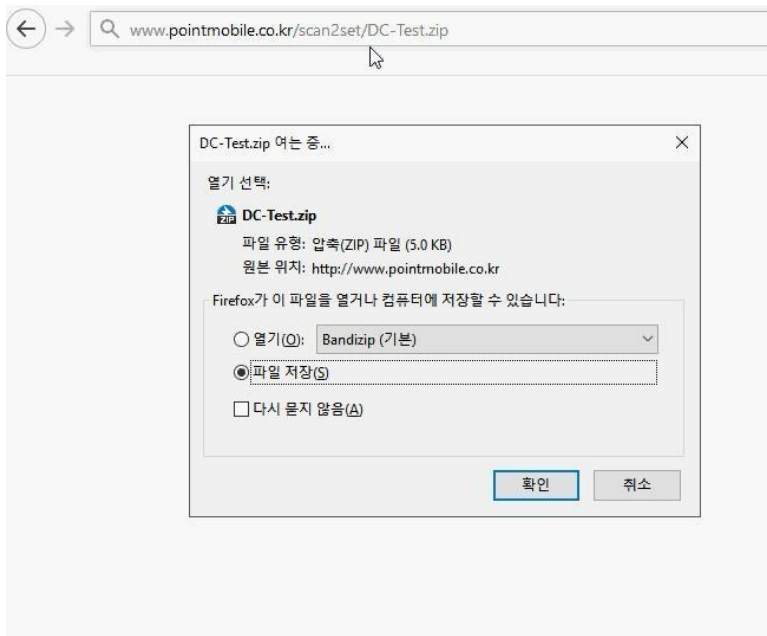 www.pointmobile.co.kr/scan2set/DC-Test.zip
DC-Test.zip 여는 중...
열기 선택:
ZIP DC-Test.zip
파일 유형: 압축(ZIP) 파일 (5.0 KB)
원본 위치: http://www.pointmobile.co.kr
Firefox가 이 파일을 열거나 컴퓨터에 저장할 수 있습니다:
열기(O): Bandizip (기본)
파일 저장(S)
다시 묻지 않음(A)
확인 취소